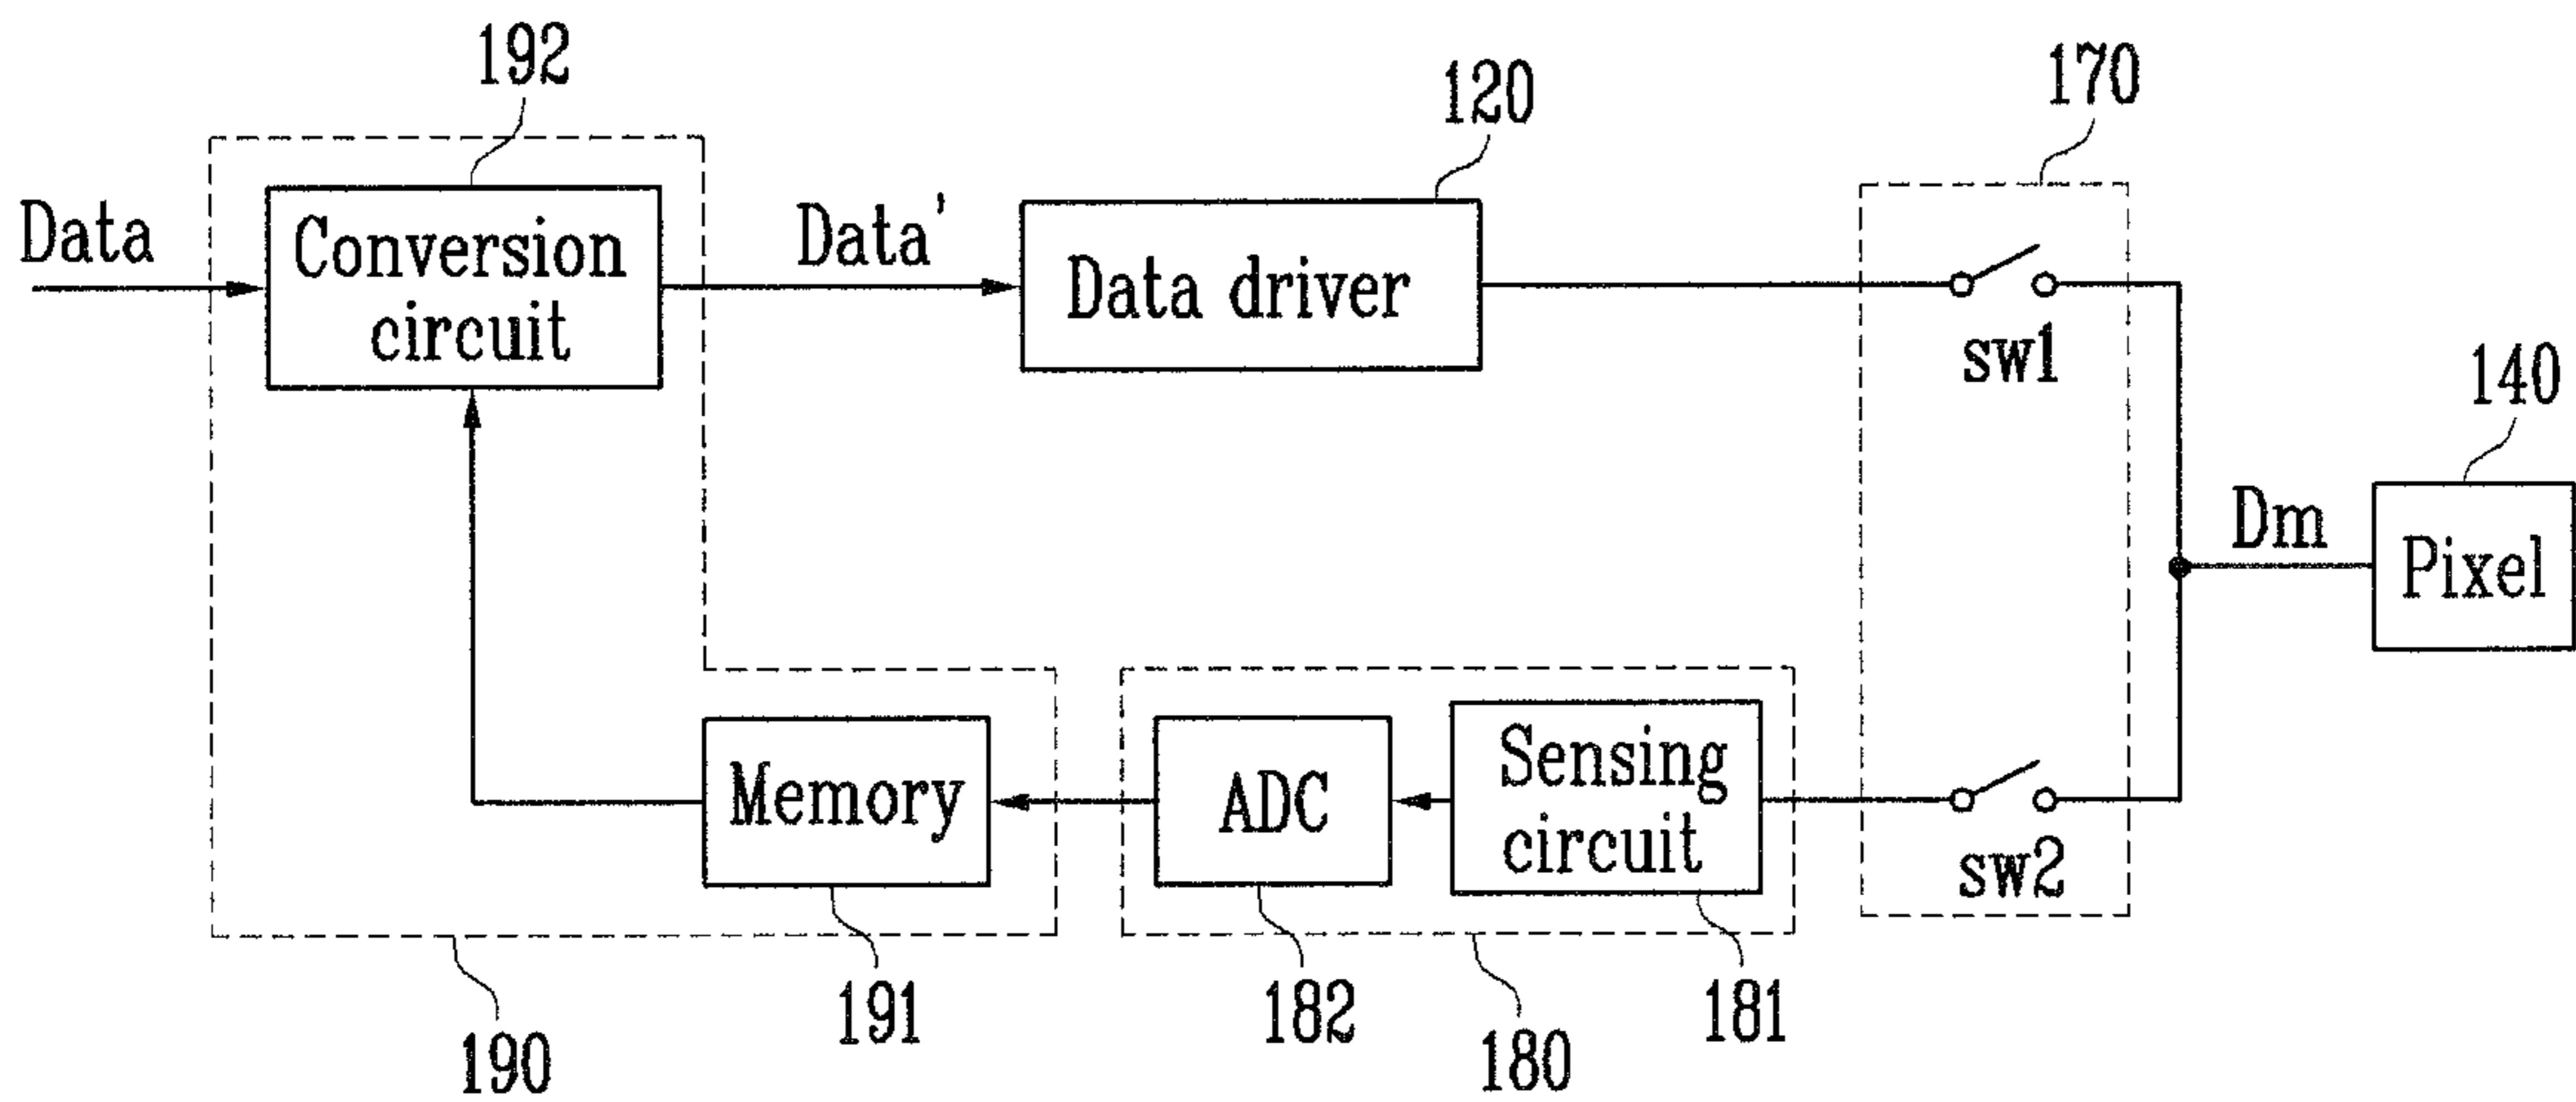 192
120
170
Data
Conversion
circuit
Data'
Data driver
sw1
140
Dm
Pixel
Memory
ADC
Sensing
circuit
sw2
191
182
181
190
180